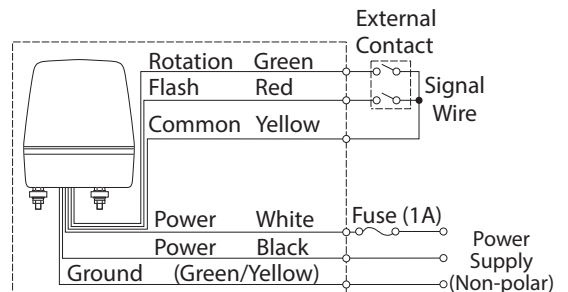 External
Contact
Rotation Green
Flash Red
Signal
Wire
Common Yellow
Power White
Fuse (1A)
Power Black
Power
Supply
(Non-polar)
Ground (Green/Yellow)